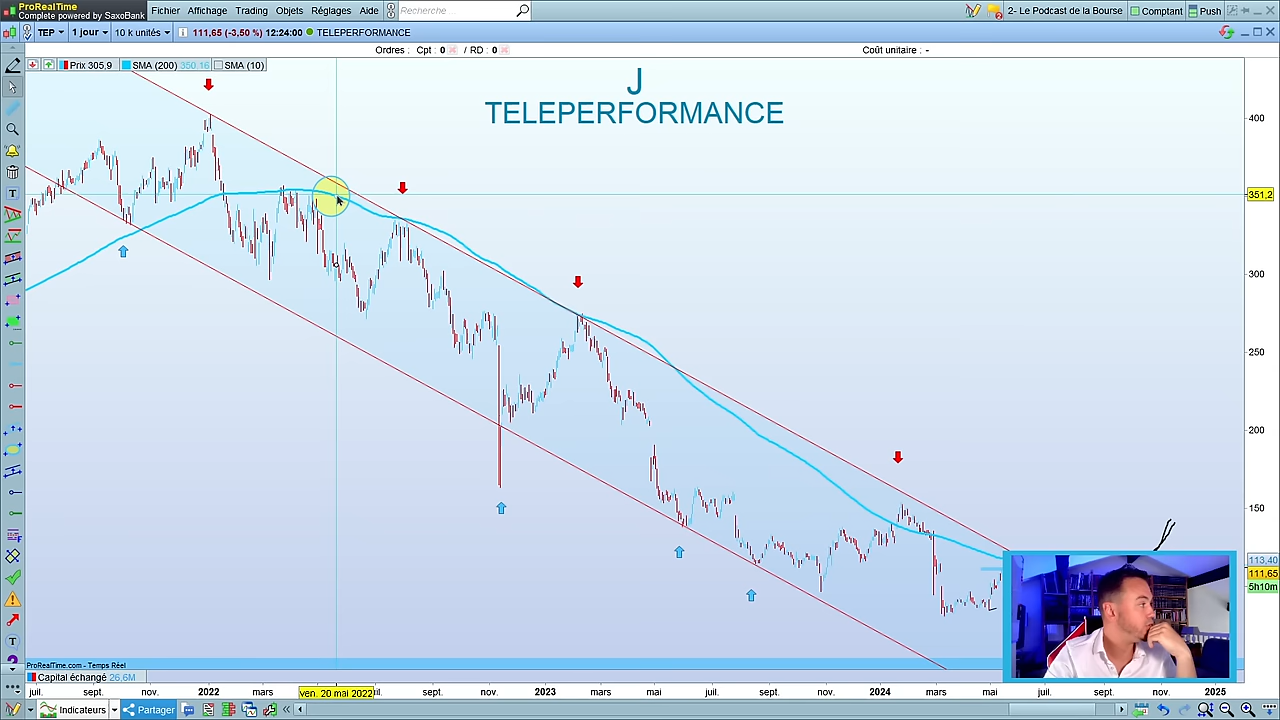 ProRealTime
Complete powered by SaxoBank
Fichier Affichage Trading Objets Réglages Aide Recherche... 2 2- Le Podcast de la Bourse Comptant Push
TEP 1 jour 10 k unités 111,65 (-3,50 %) 12:24:00 TELEPERFORMANCE
Ordres : Cpt : 0 / RD : 0 Coût unitaire : -
Prix 305,9 SMA (200) 350,16 SMA (10)
J
TELEPERFORMANCE
400
351,2
300
250
200
150
113,40
111,65
5h10m
ProRealTime.com - Temps Réel
Capital échangé 26,6M
juil. sept. nov. 2022 mars ven. 20 mai 2022 sept. nov. 2023 mars mai juil. sept. nov. 2024 mars mai juil. sept. nov. 2025
Indicateurs Partager